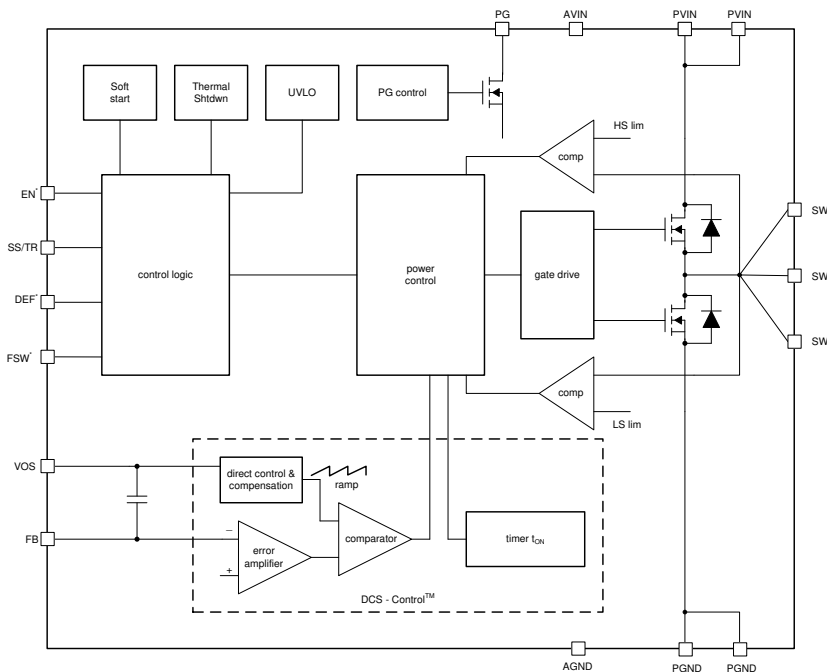 PG
AVIN
PVIN
PVIN
Soft
start
Thermal
Shtdwn
UVLO
PG control
HS lim
comp
EN*
SS/TR
DEF*
FSW*
control logic
power
control
gate drive
SW
SW
SW
comp
LS lim
VOS
direct control &
compensation
ramp
FB
–
+
error
amplifier
comparator
timer tON
DCS - Control™
AGND
PGND
PGND